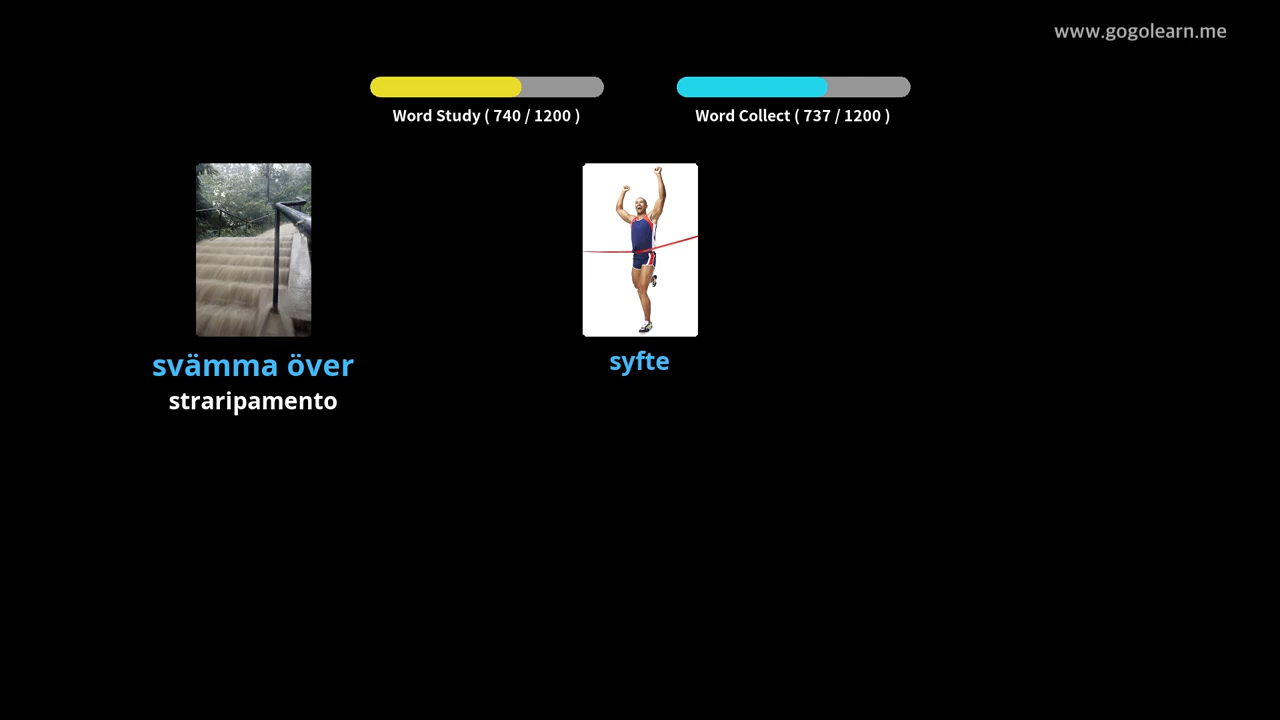 www.gogolearn.me
Word Study ( 740 / 1200 )
Word Collect ( 737 / 1200 )
svämma över
straripamento
syfte